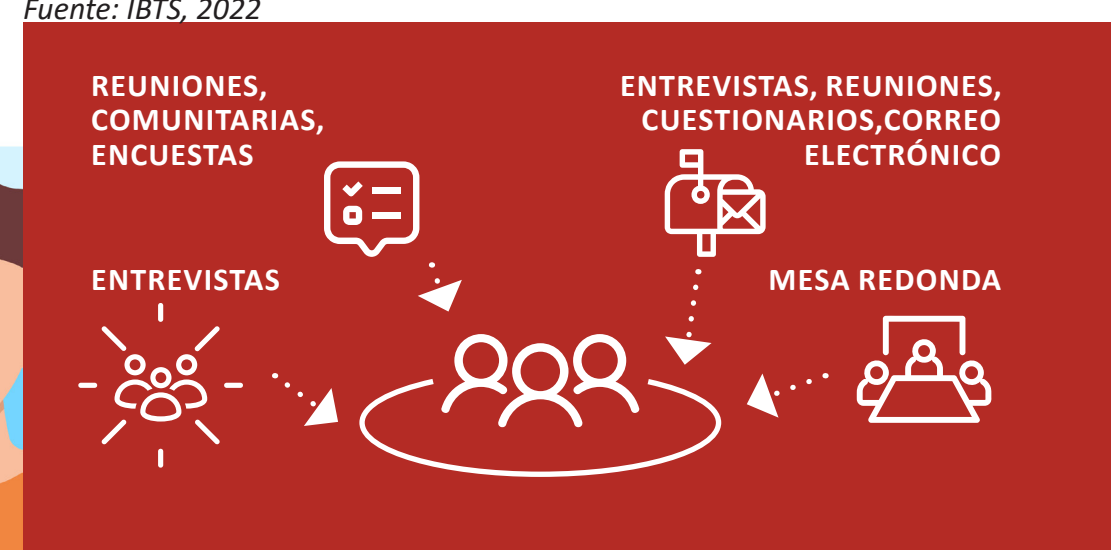 Fuente: IBTS, 2022
REUNIONES,
COMUNITARIAS,
ENCUESTAS
ENTREVISTAS, REUNIONES,
CUESTIONARIOS,CORREO
ELECTRÓNICO
ENTREVISTAS
MESA REDONDA